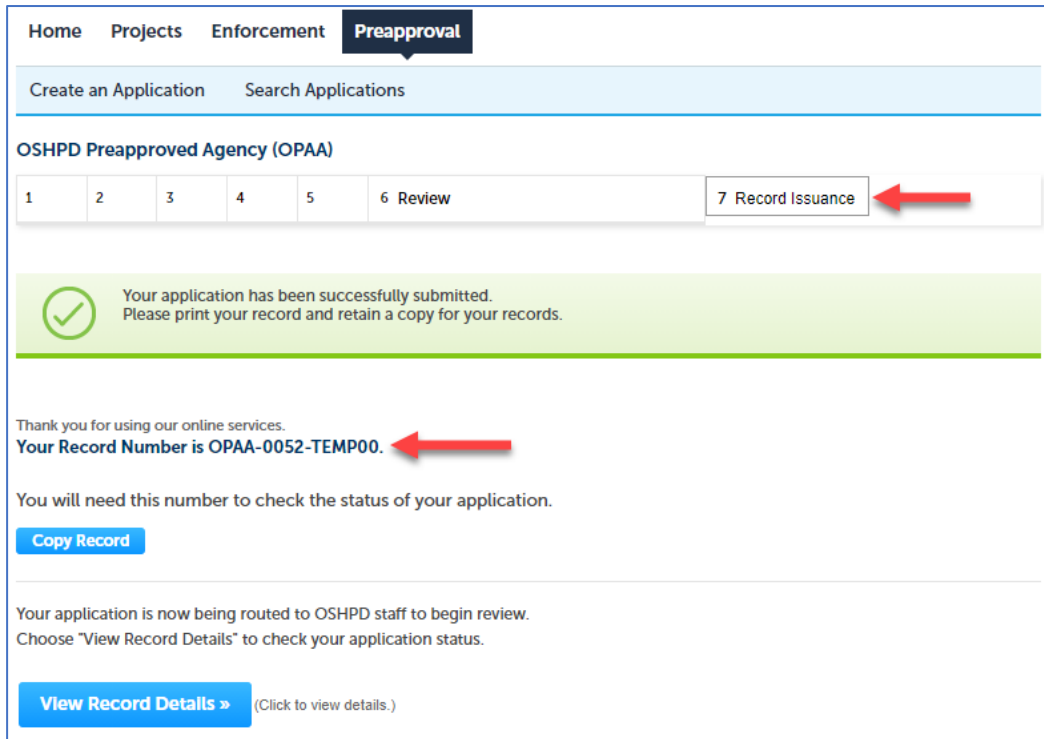 Home Projects Enforcement Preapproval
Create an Application Search Applications
OSHPD Preapproved Agency (OPAA)
1 2 3 4 5 6 Review 7 Record Issuance
Your application has been successfully submitted.
Please print your record and retain a copy for your records.
Thank you for using our online services.
Your Record Number is OPAA-0052-TEMP00.
You will need this number to check the status of your application.
Copy Record
Your application is now being routed to OSHPD staff to begin review.
Choose "View Record Details" to check your application status.
View Record Details » (Click to view details.)